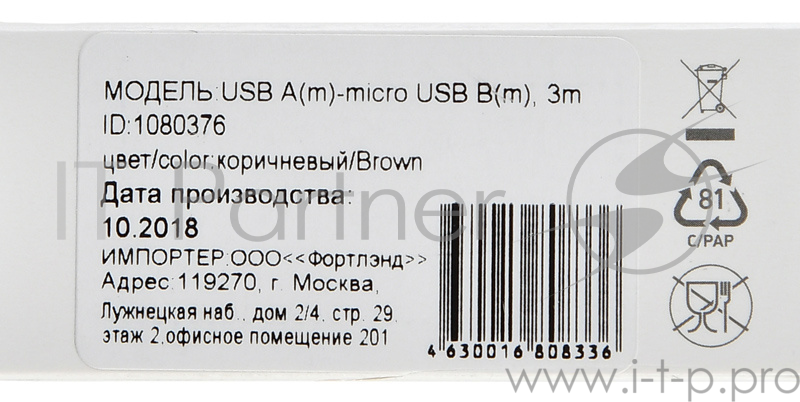 МОДЕЛЬ:USB A(m)-micro USB B(m), 3m
ID:1080376
цвет/color:коричневый/Brown
Дата производства:
10.2018
ИМПОРТЕР:ООО<<Фортлэнд>>
Адрес:119270, г. Москва,
Лужнецкая наб., дом 2/4, стр. 29,
этаж 2,офисное помещение 201
4 630016 808336
81
C/PAP
IT Partner
www.i-t-p.pro